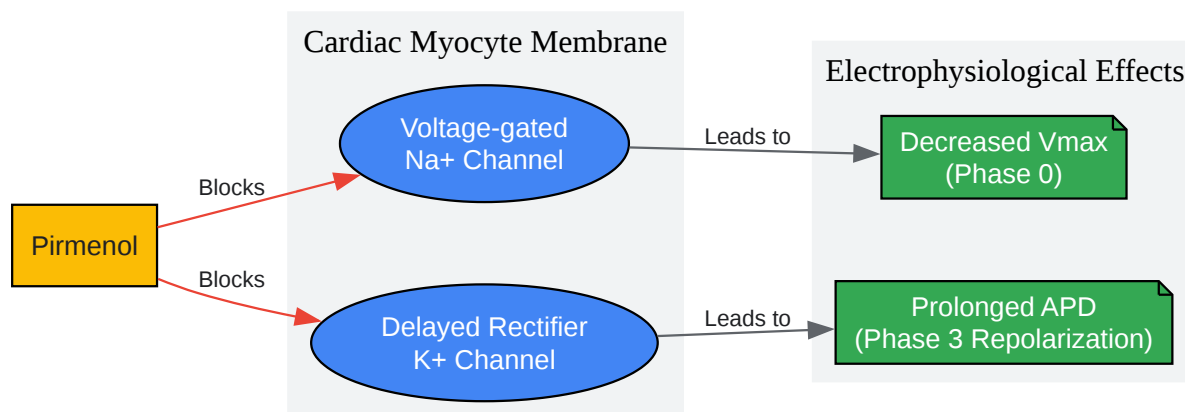 Cardiac Myocyte Membrane
Electrophysiological Effects
Pirmenol
Blocks
Blocks
Voltage-gated
Na+ Channel
Leads to
Decreased Vmax
(Phase 0)
Delayed Rectifier
K+ Channel
Leads to
Prolonged APD
(Phase 3 Repolarization)